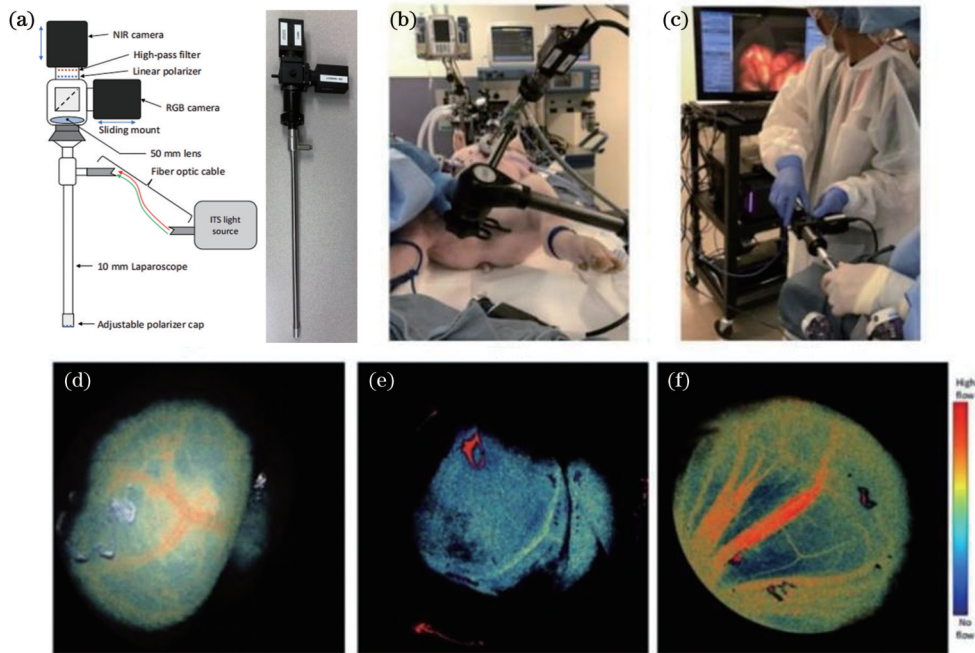 (a)
NIR camera
High-pass filter
Linear polarizer
RGB camera
Sliding mount
50 mm lens
Fiber optic cable
ITS light
source
10 mm Laparoscope
Adjustable polarizer cap
(b)
(c)
(d)
(e)
(f)
High
flow
No
flow